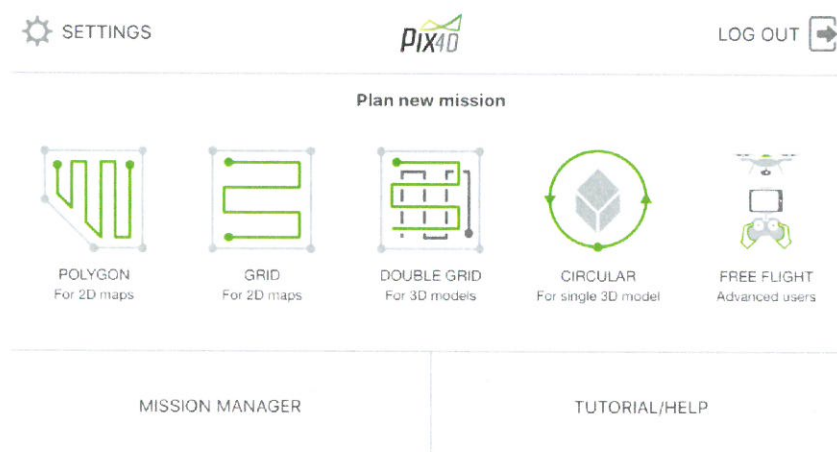 SETTINGS
PIX4D
LOG OUT
Plan new mission
POLYGON
For 2D maps
GRID
For 2D maps
DOUBLE GRID
For 3D models
CIRCULAR
For single 3D model
FREE FLIGHT
Advanced users
MISSION MANAGER
TUTORIAL/HELP